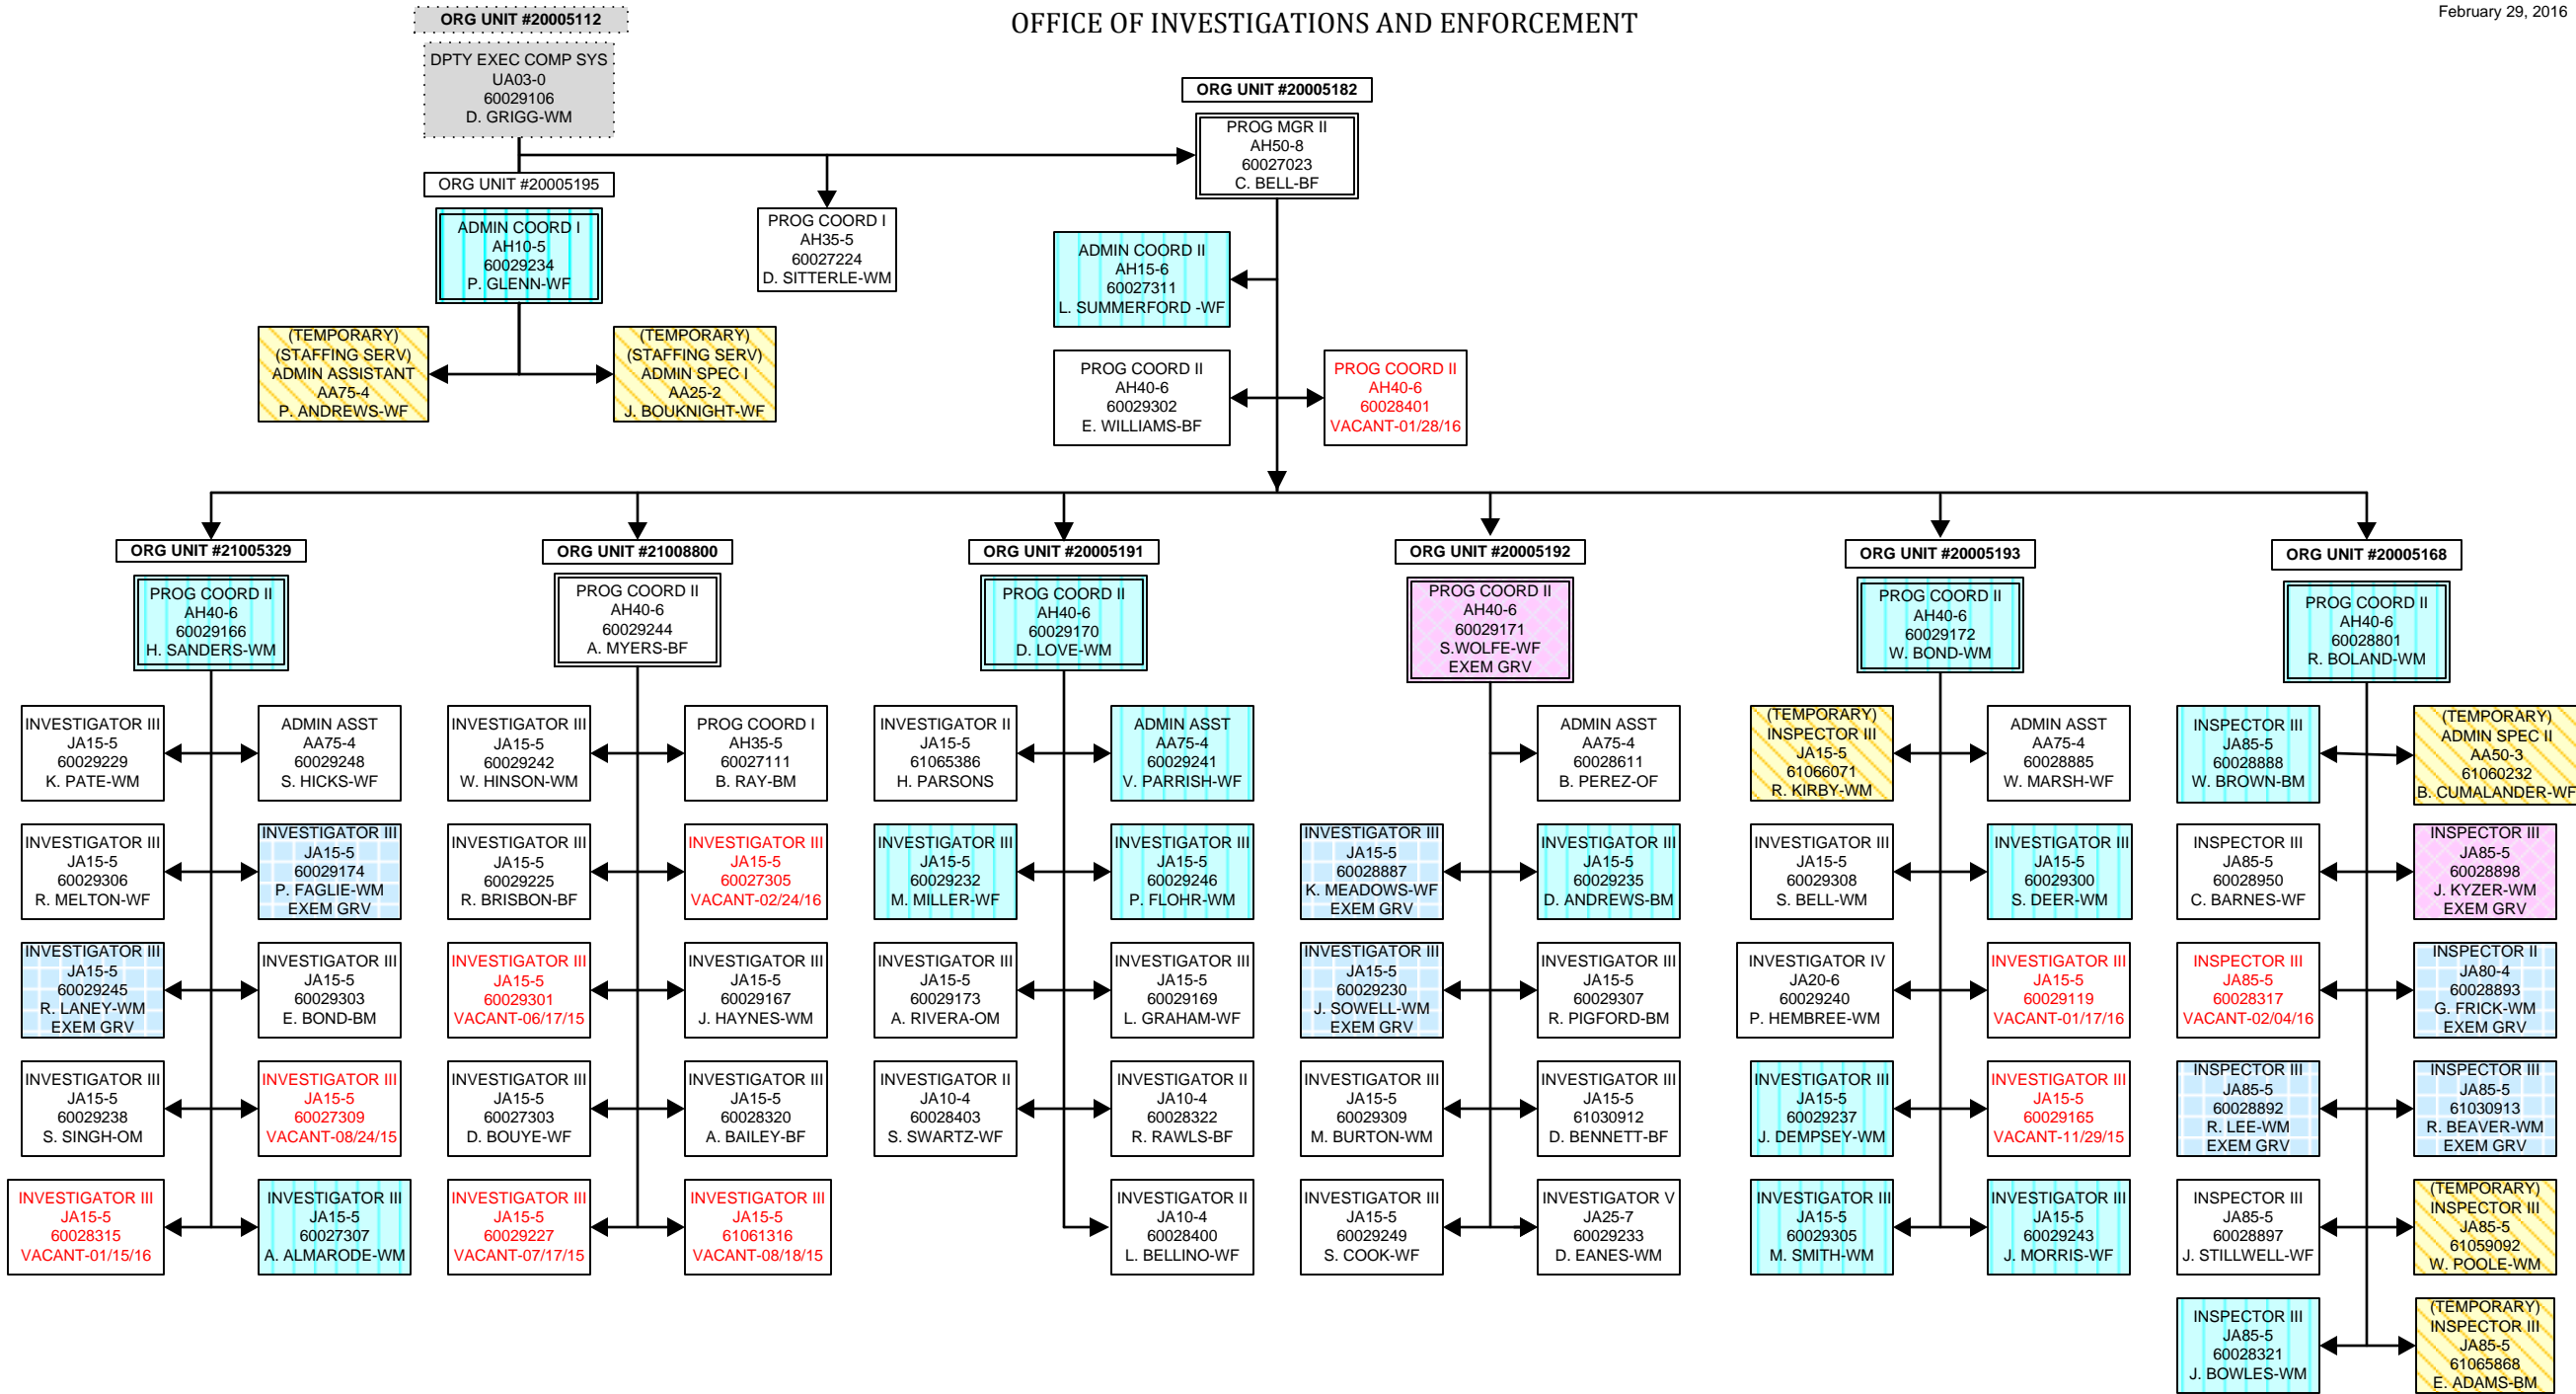 February 29, 2016
OFFICE OF INVESTIGATIONS AND ENFORCEMENT
ORG UNIT #20005112
DPTY EXEC COMP SYS
UA03-0
60029106
D. GRIGG-WM
ORG UNIT #20005182
PROG MGR II
AH50-8
60027023
C. BELL-BF
ORG UNIT #20005195
ADMIN COORD I
AH10-5
60029234
P. GLENN-WF
PROG COORD I
AH35-5
60027224
D. SITTERLE-WM
ADMIN COORD II
AH15-6
60027311
L. SUMMERFORD -WF
(TEMPORARY)
(STAFFING SERV)
ADMIN ASSISTANT
AA75-4
P. ANDREWS-WF
(TEMPORARY)
(STAFFING SERV)
ADMIN SPEC I
AA25-2
J. BOUKNIGHT-WF
PROG COORD II
AH40-6
60029302
E. WILLIAMS-BF
PROG COORD II
AH40-6
60028401
VACANT-01/28/16
ORG UNIT #21005329
PROG COORD II
AH40-6
60029166
H. SANDERS-WM
INVESTIGATOR III
JA15-5
60029229
K. PATE-WM
ADMIN ASST
AA75-4
60029248
S. HICKS-WF
INVESTIGATOR III
JA15-5
60029306
R. MELTON-WF
INVESTIGATOR III
JA15-5
60029174
P. FAGLIE-WM
EXEM GRV
INVESTIGATOR III
JA15-5
60029245
R. LANEY-WM
EXEM GRV
INVESTIGATOR III
JA15-5
60029303
E. BOND-BM
INVESTIGATOR III
JA15-5
60029238
S. SINGH-OM
INVESTIGATOR III
JA15-5
60027309
VACANT-08/24/15
INVESTIGATOR III
JA15-5
60028315
VACANT-01/15/16
INVESTIGATOR III
JA15-5
60027307
A. ALMARODE-WM
ORG UNIT #21008800
PROG COORD II
AH40-6
60029244
A. MYERS-BF
INVESTIGATOR III
JA15-5
60029242
W. HINSON-WM
PROG COORD I
AH35-5
60027111
B. RAY-BM
INVESTIGATOR III
JA15-5
60029225
R. BRISBON-BF
INVESTIGATOR III
JA15-5
60027305
VACANT-02/24/16
INVESTIGATOR III
JA15-5
60029301
VACANT-06/17/15
INVESTIGATOR III
JA15-5
60029167
J. HAYNES-WM
INVESTIGATOR III
JA15-5
60027303
D. BOUYE-WF
INVESTIGATOR III
JA15-5
60028320
A. BAILEY-BF
INVESTIGATOR III
JA15-5
60029227
VACANT-07/17/15
INVESTIGATOR III
JA15-5
61061316
VACANT-08/18/15
ORG UNIT #20005191
PROG COORD II
AH40-6
60029170
D. LOVE-WM
INVESTIGATOR II
JA15-5
61065386
H. PARSONS
ADMIN ASST
AA75-4
60029241
V. PARRISH-WF
INVESTIGATOR III
JA15-5
60029232
M. MILLER-WF
INVESTIGATOR III
JA15-5
60029246
P. FLOHR-WM
INVESTIGATOR III
JA15-5
60029173
A. RIVERA-OM
INVESTIGATOR III
JA15-5
60029169
L. GRAHAM-WF
INVESTIGATOR II
JA10-4
60028403
S. SWARTZ-WF
INVESTIGATOR II
JA10-4
60028322
R. RAWLS-BF
INVESTIGATOR II
JA10-4
60028400
L. BELLINO-WF
ORG UNIT #20005192
PROG COORD II
AH40-6
60029171
S.WOLFE-WF
EXEM GRV
ADMIN ASST
AA75-4
60028611
B. PEREZ-OF
INVESTIGATOR III
JA15-5
60028887
K. MEADOWS-WF
EXEM GRV
INVESTIGATOR III
JA15-5
60029235
D. ANDREWS-BM
INVESTIGATOR III
JA15-5
60029230
J. SOWELL-WM
EXEM GRV
INVESTIGATOR III
JA15-5
60029307
R. PIGFORD-BM
INVESTIGATOR III
JA15-5
60029309
M. BURTON-WM
INVESTIGATOR III
JA15-5
61030912
D. BENNETT-BF
INVESTIGATOR III
JA15-5
60029249
S. COOK-WF
INVESTIGATOR V
JA25-7
60029233
D. EANES-WM
ORG UNIT #20005193
PROG COORD II
AH40-6
60029172
W. BOND-WM
(TEMPORARY)
INSPECTOR III
JA15-5
61066071
R. KIRBY-WM
ADMIN ASST
AA75-4
60028885
W. MARSH-WF
INVESTIGATOR III
JA15-5
60029308
S. BELL-WM
INVESTIGATOR III
JA15-5
60029300
S. DEER-WM
INVESTIGATOR IV
JA20-6
60029240
P. HEMBREE-WM
INVESTIGATOR III
JA15-5
60029119
VACANT-01/17/16
INVESTIGATOR III
JA15-5
60029237
J. DEMPSEY-WM
INVESTIGATOR III
JA15-5
60029165
VACANT-11/29/15
INVESTIGATOR III
JA15-5
60029305
M. SMITH-WM
INVESTIGATOR III
JA15-5
60029243
J. MORRIS-WF
ORG UNIT #20005168
PROG COORD II
AH40-6
60028801
R. BOLAND-WM
INSPECTOR III
JA85-5
60028888
W. BROWN-BM
(TEMPORARY)
ADMIN SPEC II
AA50-3
61060232
B. CUMALANDER-WF
INSPECTOR III
JA85-5
60028950
C. BARNES-WF
INSPECTOR III
JA85-5
60028898
J. KYZER-WM
EXEM GRV
INSPECTOR III
JA85-5
60028317
VACANT-02/04/16
INSPECTOR II
JA80-4
60028893
G. FRICK-WM
EXEM GRV
INSPECTOR III
JA85-5
60028892
R. LEE-WM
EXEM GRV
INSPECTOR III
JA85-5
61030913
R. BEAVER-WM
EXEM GRV
INSPECTOR III
JA85-5
60028897
J. STILLWELL-WF
(TEMPORARY)
INSPECTOR III
JA85-5
61059092
W. POOLE-WM
INSPECTOR III
JA85-5
60028321
J. BOWLES-WM
(TEMPORARY)
INSPECTOR III
JA85-5
61065868
E. ADAMS-BM